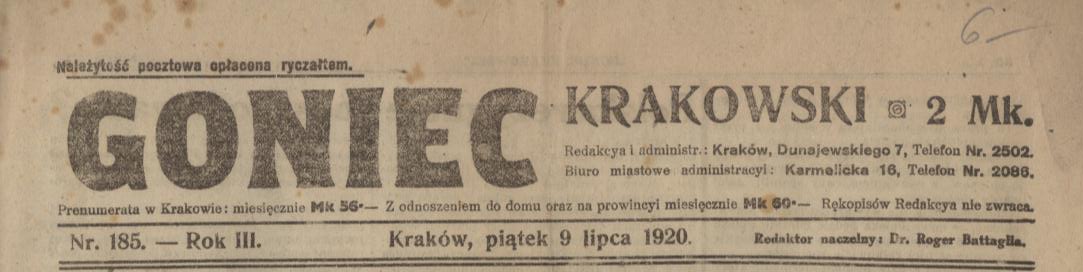 6 —
Należytość pocztowa opłacona ryczałtem.
GONIEC KRAKOWSKI 2 Mk.
Redakcya i administr.: Kraków, Dunajewskiego 7, Telefon Nr. 2502.
Biuro miastowe administracyi: Karmelicka 16, Telefon Nr. 2086.
Prenumerata w Krakowie: miesięcznie Mk 56·— Z odnoszeniem do domu oraz na prowincyi miesięcznie Mk 60·— Rękopisów Redakcya nie zwraca.
Nr. 185. — Rok III. Kraków, piątek 9 lipca 1920. Redaktor naczelny: Dr. Roger Battaglia.